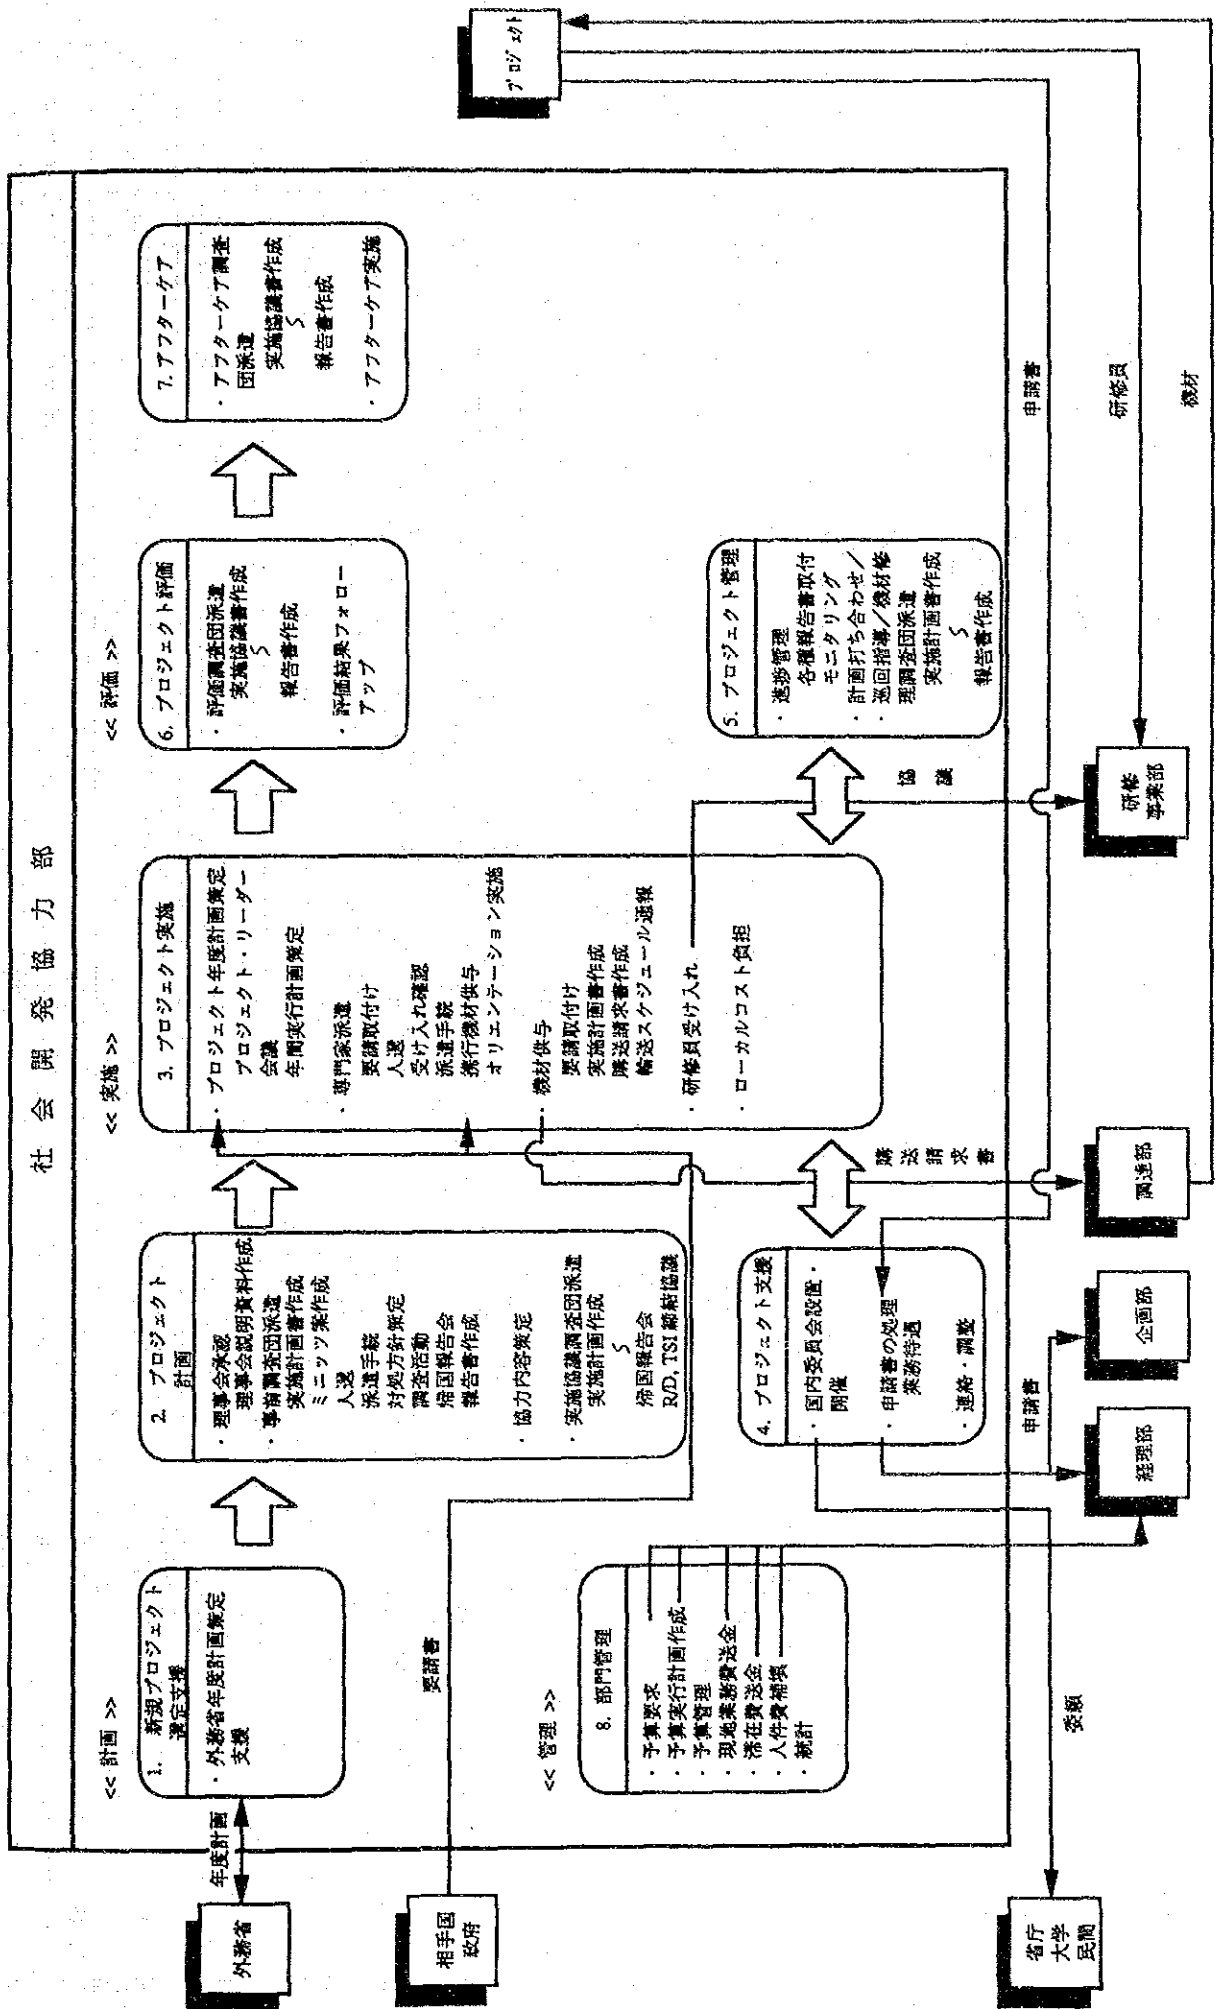 社会開発協力部
<< 計画 >>
1. 新規プロジェクト
選定支援
・外務省年度計画策定
支援
2. プロジェクト
計画
・理事会承認
理事会説明資料作成
・事前調査団派遣
実施計画書作成
ミニッツ案作成
人選
派遣手続
対処方針策定
調査活動
帰国報告会
報告書作成
・協力内容策定
・実施協議調査団派遣
実施計画作成
S
帰国報告会
R/D, TSI 締結協議
<< 実施 >>
3. プロジェクト実施
・プロジェクト年度計画策定
プロジェクト・リーダー
会議
年間実行計画策定
・専門家派遣
要請取付け
人選
受け入れ確認
派遣手続
携行機材供与
オリエンテーション実施
・機材供与
要請取付け
実施計画書作成
購送請求書作成
輸送スケジュール通報
・研修員受け入れ
・ローカルコスト負担
<< 評価 >>
6. プロジェクト評価
・評価調査団派遣
実施協議書作成
S
報告書作成
・評価結果フォロー
アップ
7. アフターケア
・アフターケア調査
団派遣
実施協議書作成
S
報告書作成
・アフターケア実施
4. プロジェクト支援
・国内委員会設置・
開催
・申請書の処理
業務待遇
・連絡・調整
5. プロジェクト管理
・進捗管理
各種報告書取付
モニタリング
・計画打ち合わせ/
・巡回指導/機材修
理調査団派遣
実施計画書作成
S
報告書作成
<< 管理 >>
8. 部門管理
・予算要求
・予算実行計画作成
・予算管理
・現地業務費送金
・滞在費送金
・人件費補填
・統計
年度計画
外務省
要請書
相手国
政府
委嘱
省庁
大学
民間
購送請求書
協議
申請書
経理部
企画部
調達部
研修
事業部
プロジェクト
申請書
研修員
機材